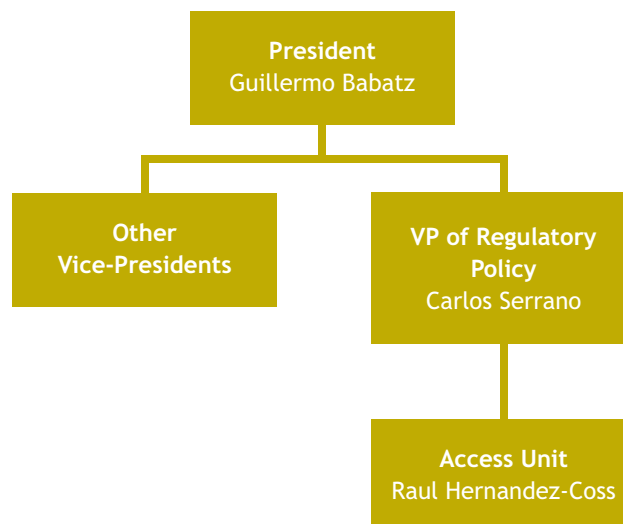 President
Guillermo Babatz
Other
Vice-Presidents
VP of Regulatory
Policy
Carlos Serrano
Access Unit
Raul Hernandez-Coss